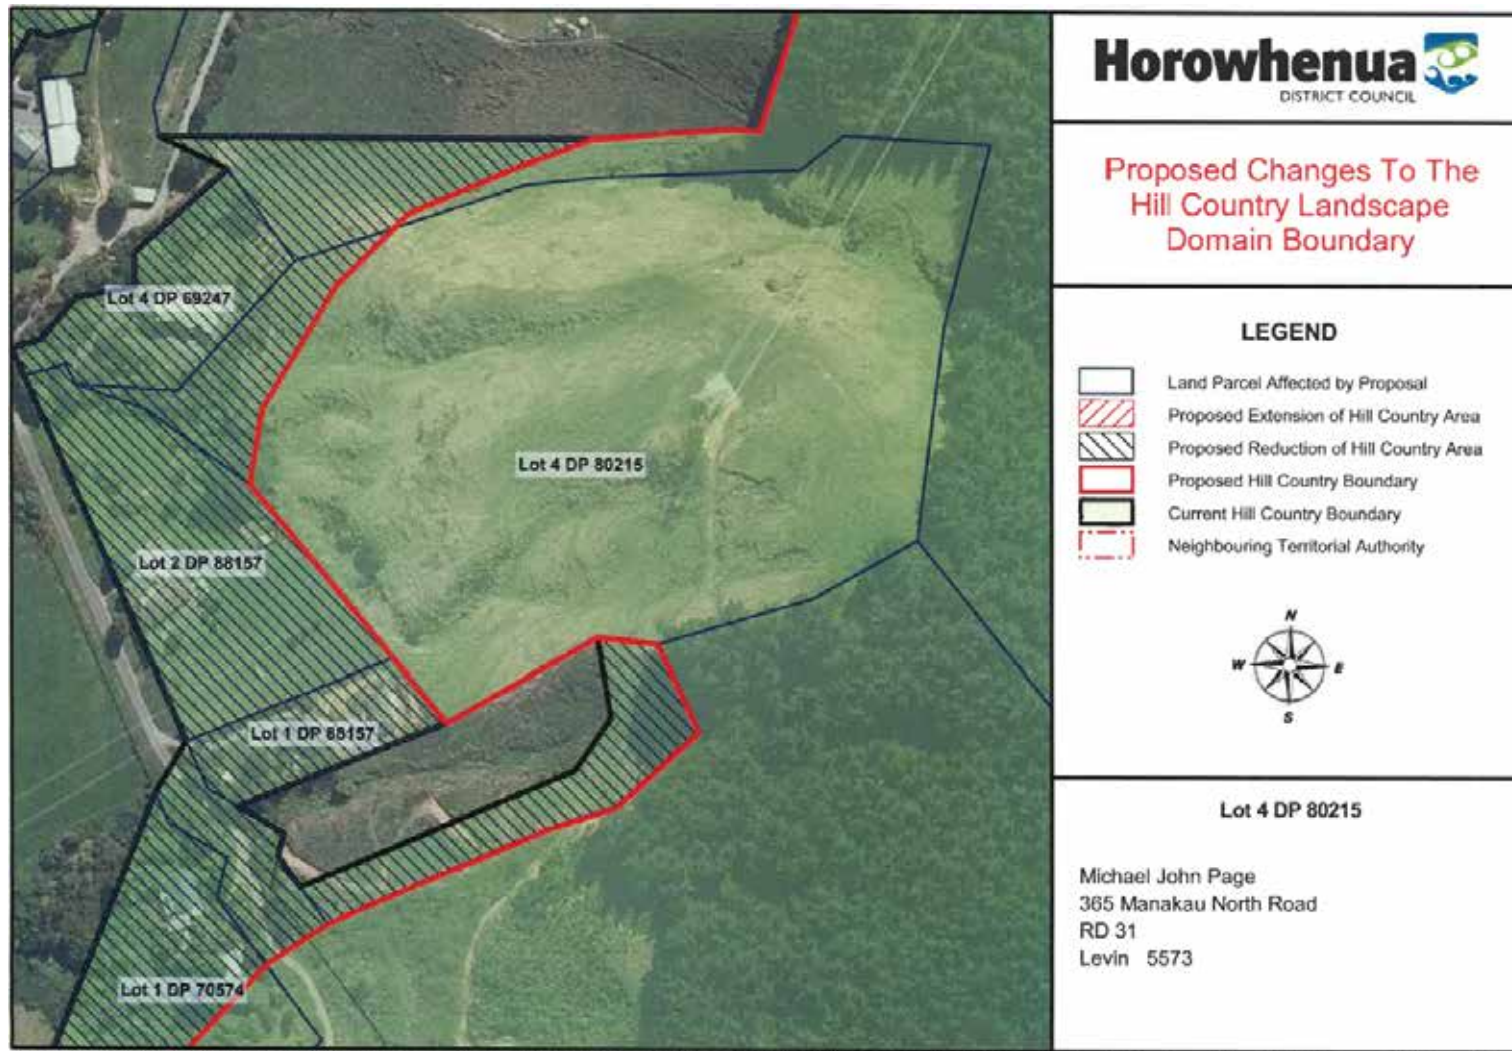 Horowhenua
DISTRICT COUNCIL
Proposed Changes To The
Hill Country Landscape
Domain Boundary
LEGEND
Land Parcel Affected by Proposal
Proposed Extension of Hill Country Area
Proposed Reduction of Hill Country Area
Proposed Hill Country Boundary
Current Hill Country Boundary
Neighbouring Territorial Authority
N
W E
S
Lot 4 DP 80215
Michael John Page
365 Manakau North Road
RD 31
Levin 5573
Lot 4 DP 69247
Lot 4 DP 80215
Lot 2 DP 88157
Lot 1 DP 88157
Lot 1 DP 70574